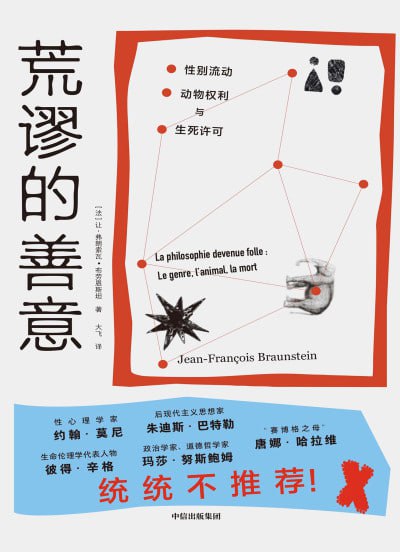 荒谬的善意
[法]让·弗朗索瓦·布劳恩斯坦 著
大飞 译
性别流动
动物权利
与
生死许可
La philosophie devenue folle :
Le genre, l'animal, la mort
Jean-François Braunstein
性心理学家
约翰·莫尼
后现代主义思想家
朱迪斯·巴特勒
“赛博格之母”
唐娜·哈拉维
生命伦理学代表人物
彼得·辛格
政治学家、道德哲学家
玛莎·努斯鲍姆
统统不推荐!
中信出版集团